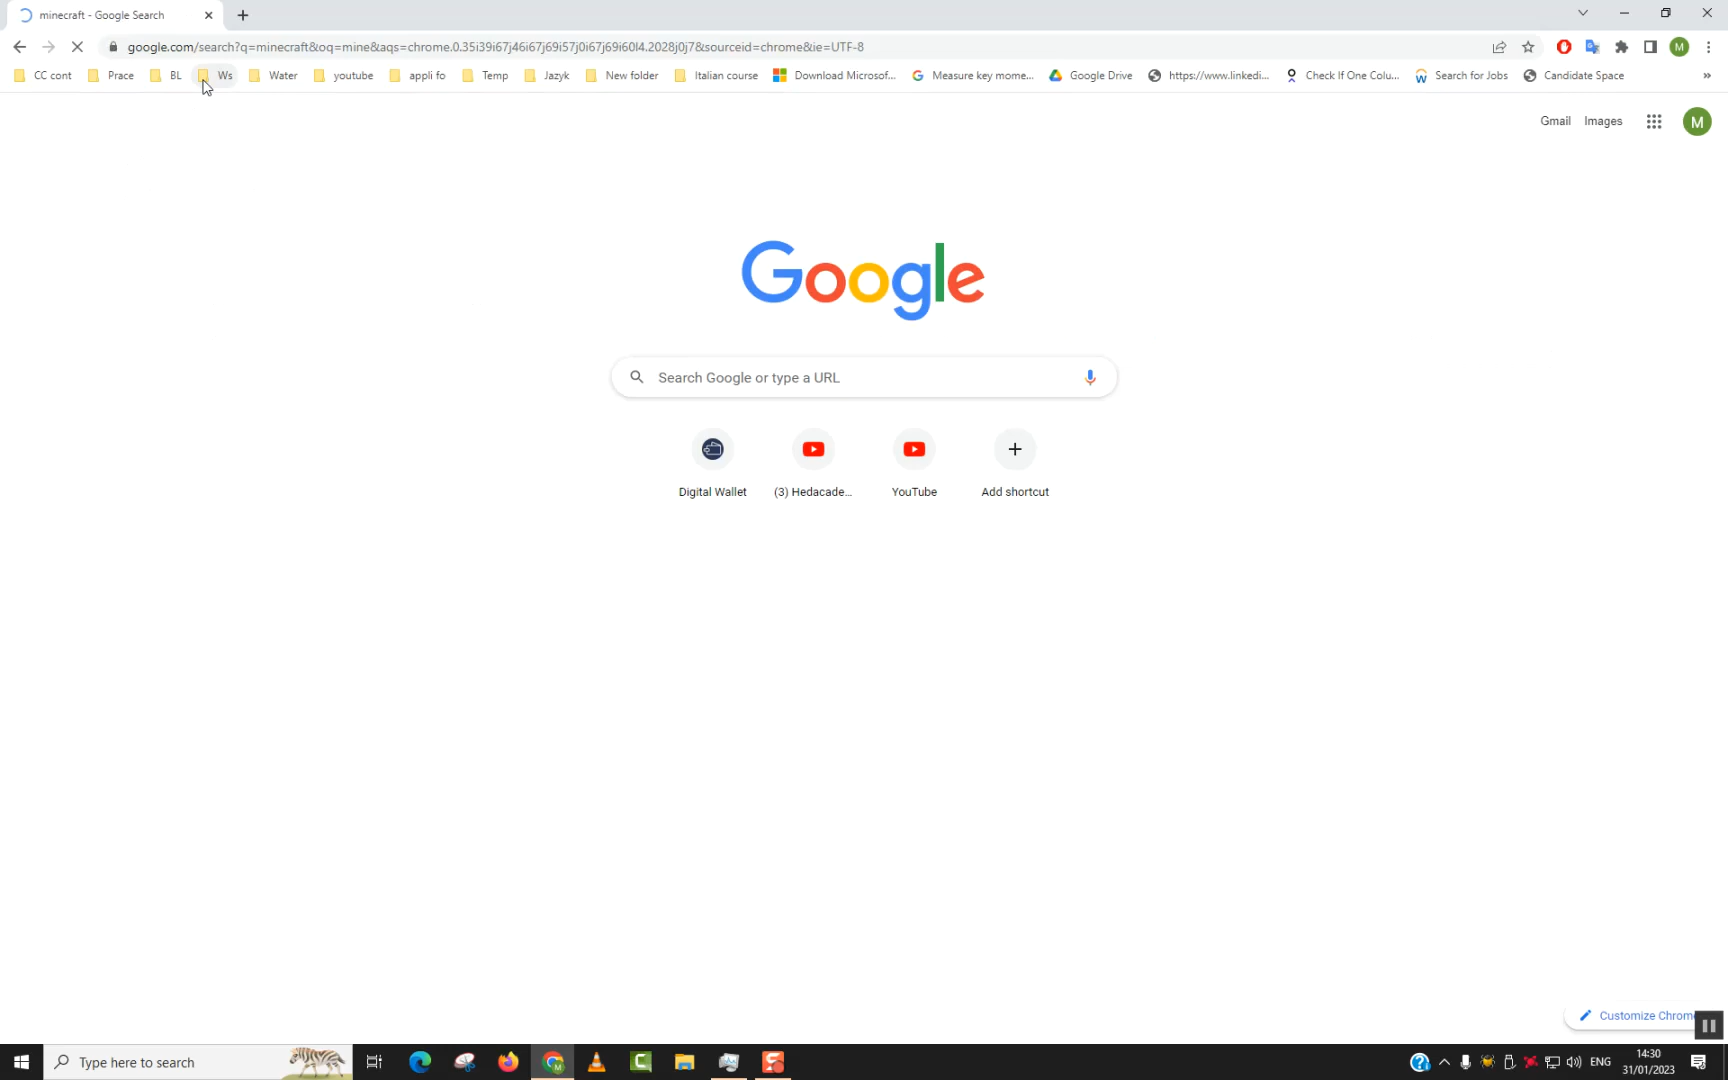 minecraft - Google Search
google.com/search?q=minecraft&oq=mine&aqs=chrome.0.35i39i67j46i67j69i57j0i67j69i60l4.2028j0j7&sourceid=chrome&ie=UTF-8
M
CC cont Prace BL Ws Water youtube appli fo Temp Jazyk New folder Italian course Download Microsof... Measure key mome... Google Drive https://www.linkedi... Check If One Colu... Search for Jobs Candidate Space »
Gmail Images M
Google
Search Google or type a URL
Digital Wallet (3) Hedacade... YouTube Add shortcut
Customize Chrom
Type here to search ENG 14:30
31/01/2023